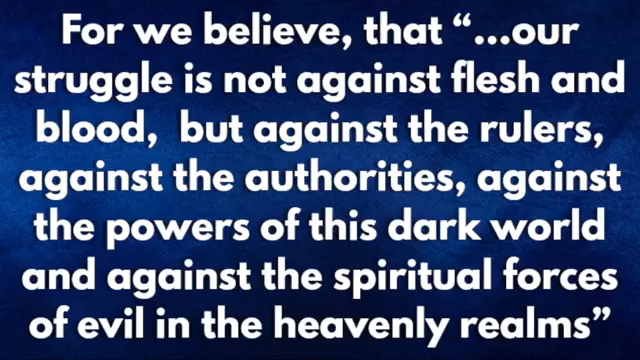 For we believe, that “...our
struggle is not against flesh and
blood,  but against the rulers,
against the authorities, against
the powers of this dark world
and against the spiritual forces
of evil in the heavenly realms”